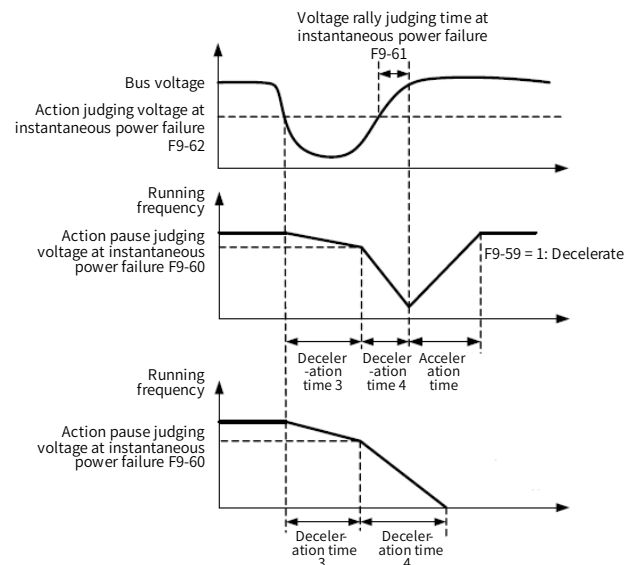 Voltage rally judging time at
instantaneous power failure
F9-61
Bus voltage
Action judging voltage at
instantaneous power failure
F9-62
Running
frequency
Action pause judging
voltage at instantaneous
power failure F9-60
F9-59 = 1: Decelerate
Deceler
-ation
time 3
Deceler
-ation
time 4
Acceler
ation
time
Running
frequency
Action pause judging
voltage at instantaneous
power failure F9-60
Deceler-
ation time
3
Deceler-
ation time
4